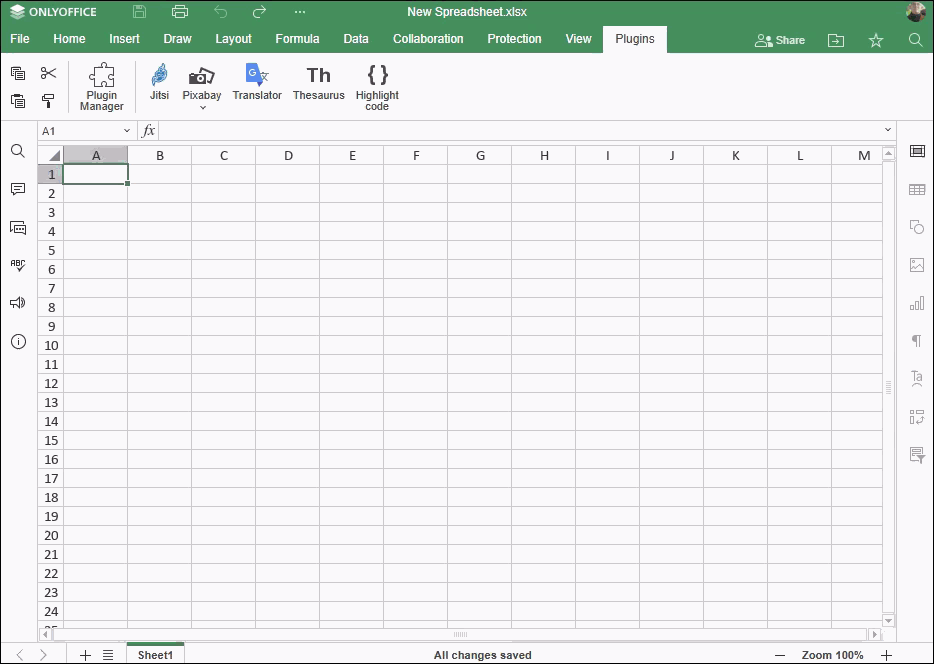 ONLYOFFICE
New Spreadsheet.xlsx
File Home Insert Draw Layout Formula Data Collaboration Protection View Plugins Share
Plugin Manager
Jitsi
Pixabay
G
Translator
Th
Thesaurus
{ }
Highlight code
A1
fx
A B C D E F G H I J K L M
1
2
3
4
ABC
5
6
7
8
9
10
11
12
13
14
15
16
17
18
19
20
21
22
23
24
25
Ta
Sheet1 All changes saved Zoom 100%